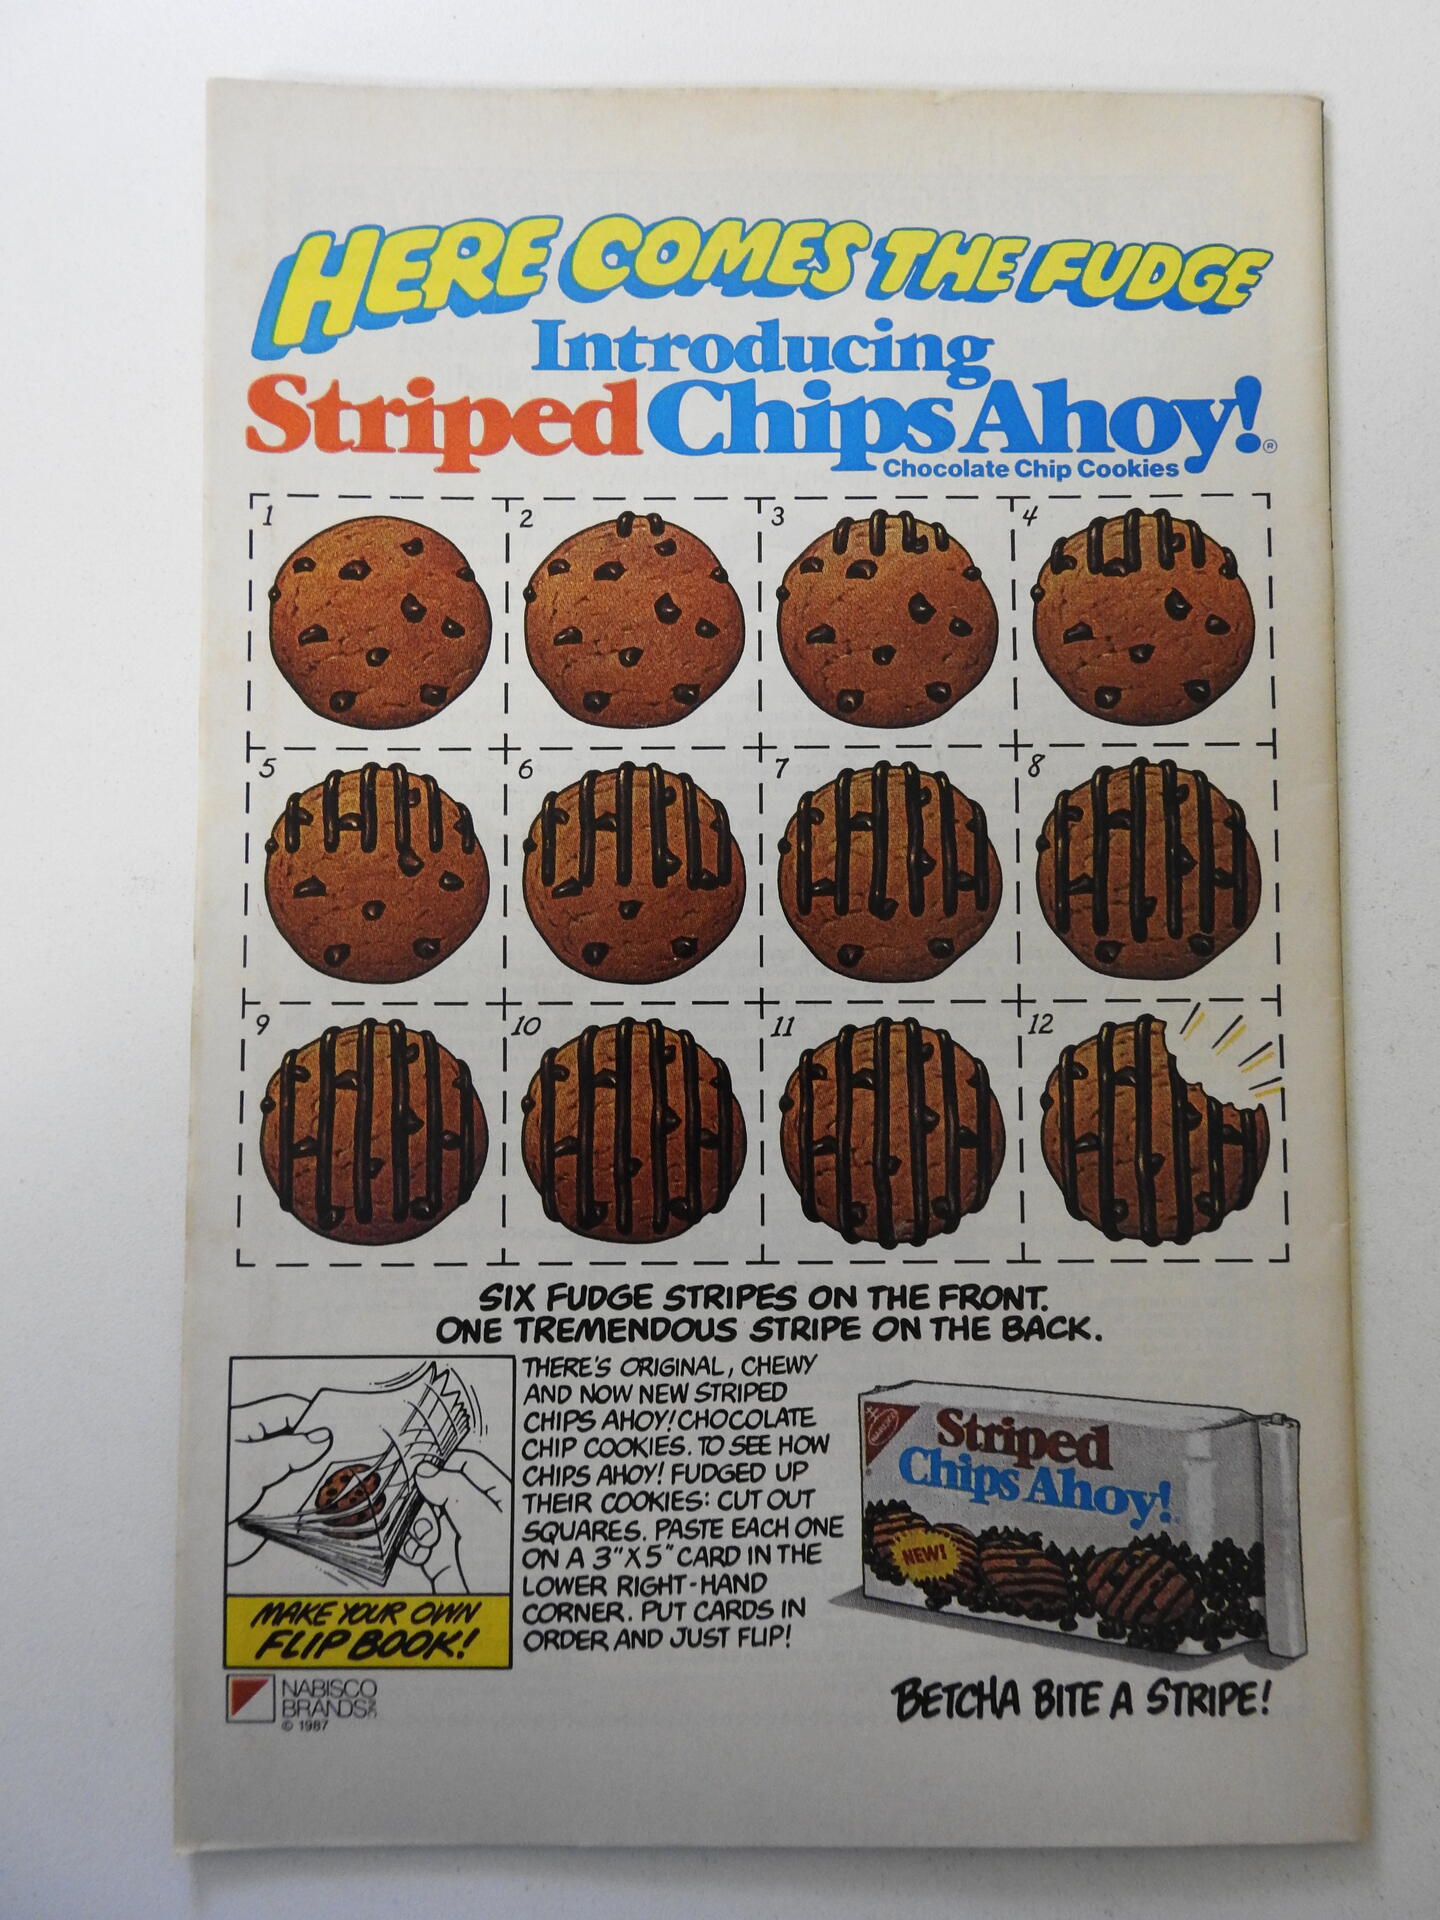 HERE COMES THE FUDGE
Introducing
Striped Chips Ahoy!®
Chocolate Chip Cookies
1
2
3
4
5
6
7
8
9
10
11
12
SIX FUDGE STRIPES ON THE FRONT.
ONE TREMENDOUS STRIPE ON THE BACK.
THERE'S ORIGINAL, CHEWY
AND NOW NEW STRIPED
CHIPS AHOY! CHOCOLATE
CHIP COOKIES. TO SEE HOW
CHIPS AHOY! FUDGED UP
THEIR COOKIES: CUT OUT
SQUARES. PASTE EACH ONE
ON A 3"X5" CARD IN THE
LOWER RIGHT-HAND
CORNER. PUT CARDS IN
ORDER AND JUST FLIP!
MAKE YOUR OWN
FLIP BOOK!
NABISCO
Striped
Chips Ahoy!
NEW!
NABISCO
BRANDS
© 1987
BETCHA BITE A STRIPE!